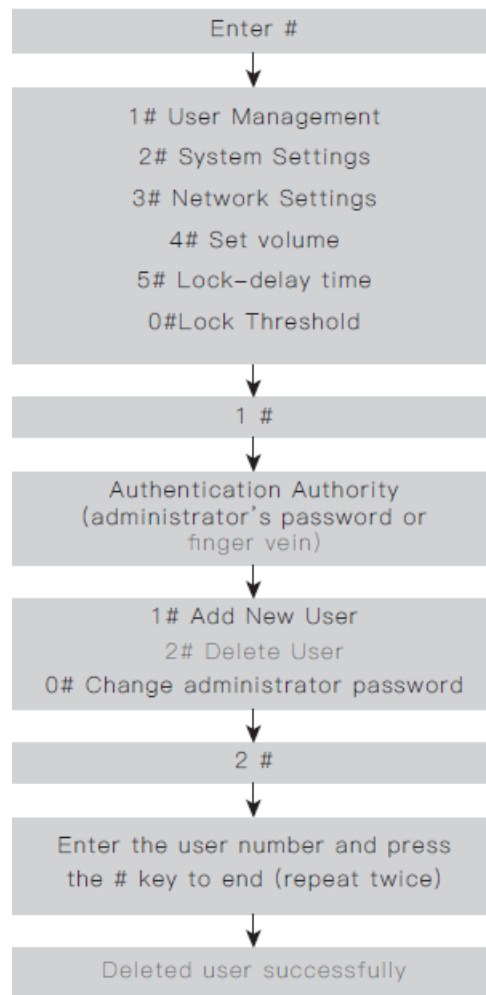 Enter #
1# User Management
2# System Settings
3# Network Settings
4# Set volume
5# Lock-delay time
0#Lock Threshold
1 #
Authentication Authority
(administrator's password or
finger vein)
1# Add New User
2# Delete User
0# Change administrator password
2 #
Enter the user number and press
the # key to end (repeat twice)
Deleted user successfully